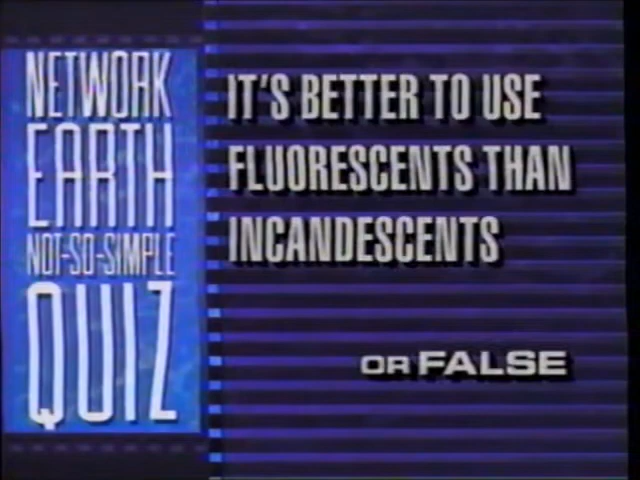 NETWORK
EARTH
NOT-SO-SIMPLE
QUIZ
IT'S BETTER TO USE
FLUORESCENTS THAN
INCANDESCENTS
OR FALSE